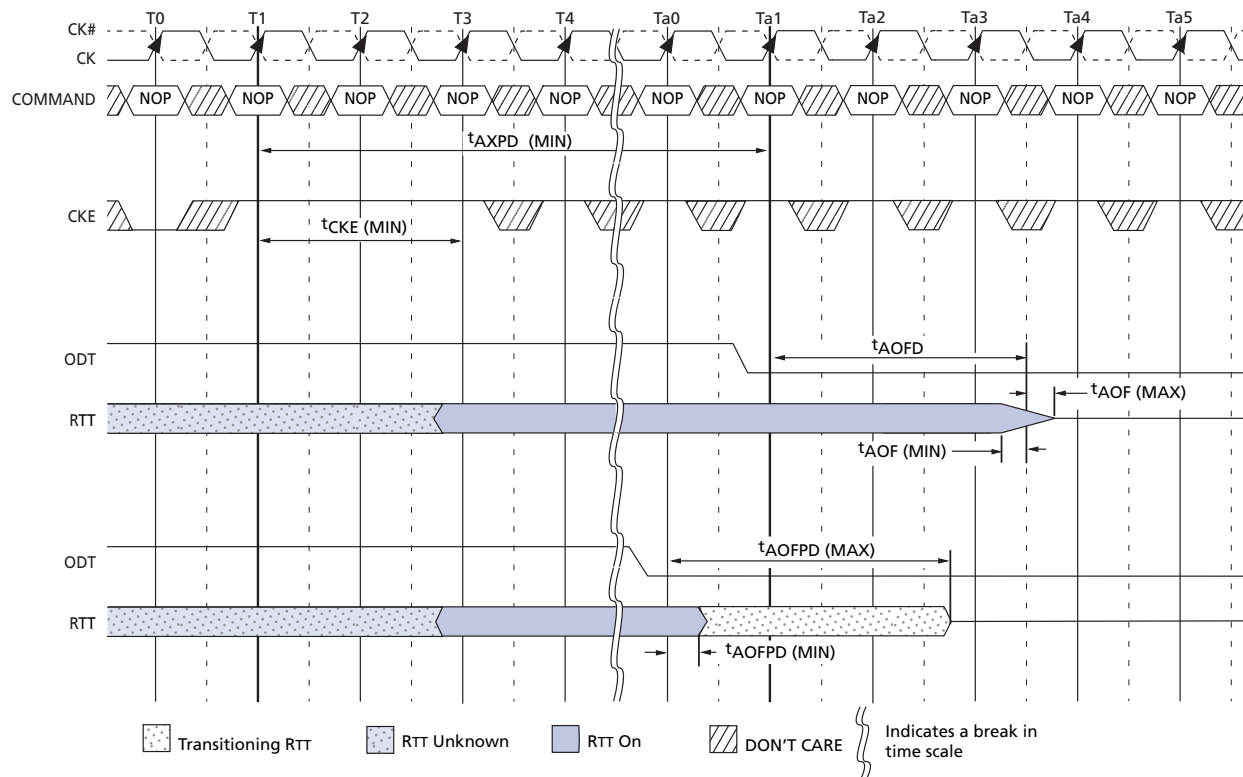 T0 T1 T2 T3 T4 Ta0 Ta1 Ta2 Ta3 Ta4 Ta5
CK#
CK
COMMAND NOP NOP NOP NOP NOP NOP NOP NOP NOP NOP NOP
tAXPD (MIN)
CKE
tCKE (MIN)
ODT
tAOFD
tAOF (MAX)
RTT
tAOF (MIN)
ODT
tAOFPD (MAX)
RTT
tAOFPD (MIN)
Transitioning RTT
RTT Unknown
RTT On
DON'T CARE
Indicates a break in
time scale